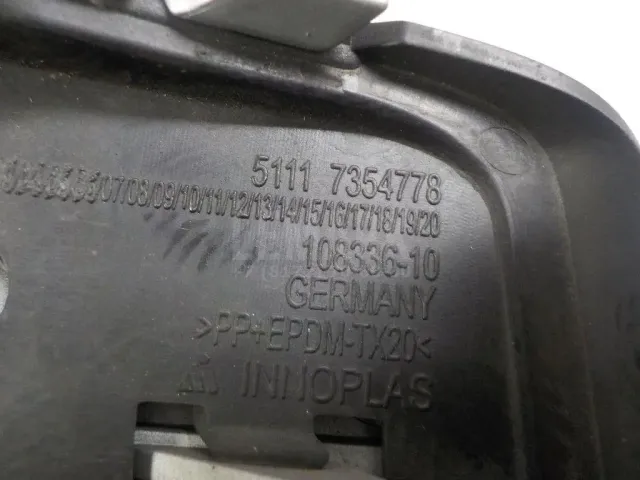 5111 7354778
/07/08/09/10/11/12/13/14/15/16/17/18/19/20
108336-10
GERMANY
>PP+EPDM-TX20<
INNOPLAS